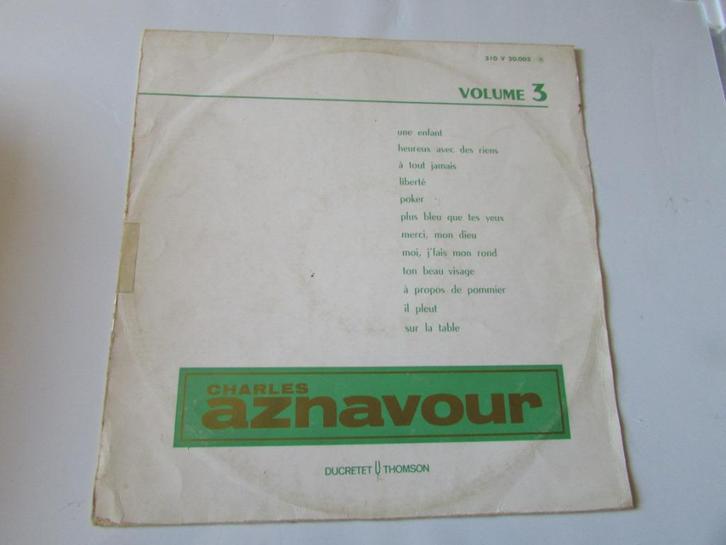 310 V 20.003
VOLUME 3
une enfant
heureux avec des riens
à tout jamais
liberté
poker
plus bleu que tes yeux
merci, mon dieu
moi, j'fais mon rond
ton beau visage
à propos de pommier
il pleut
sur la table
CHARLES
aznavour
DUCRETET THOMSON